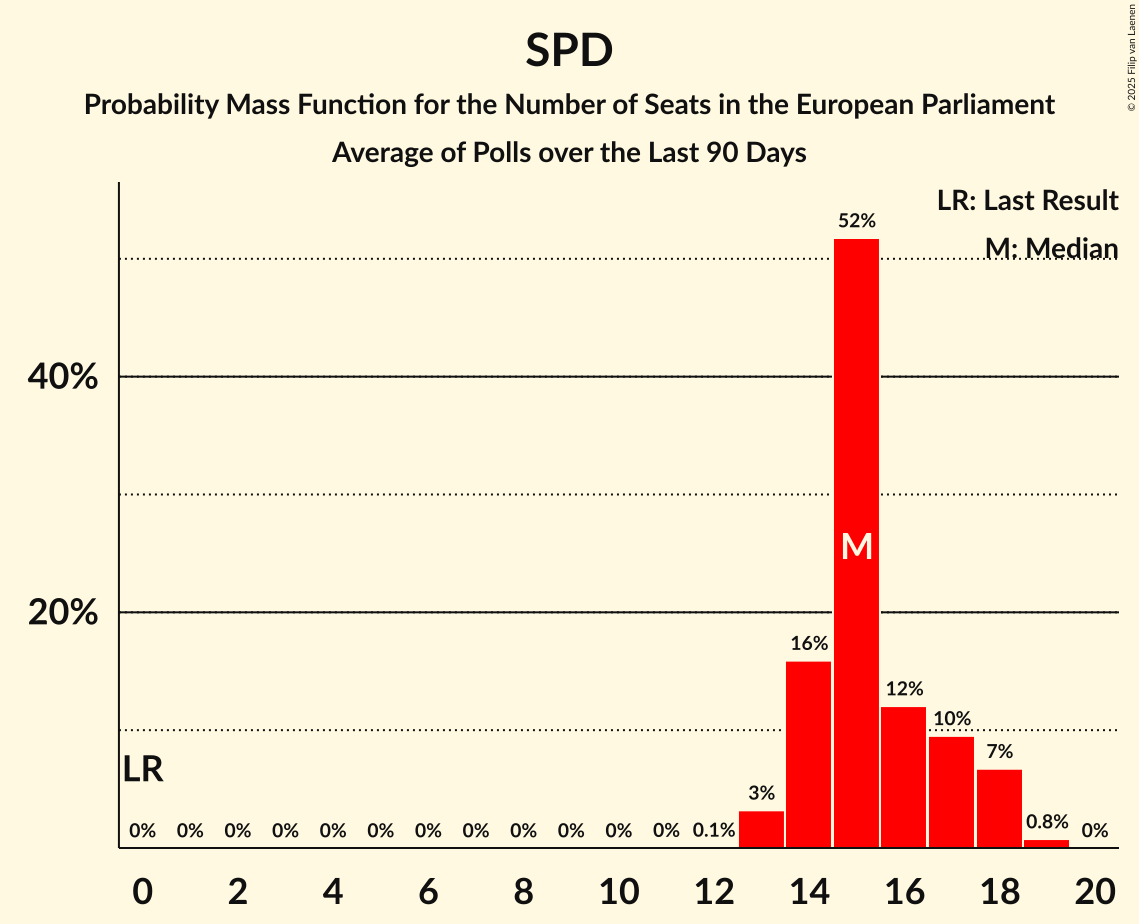 SPD
Probability Mass Function for the Number of Seats in the European Parliament
Average of Polls over the Last 90 Days
© 2025 Filip van Laenen
LR: Last Result
M: Median
52%
40%
M
20%
16%
12%
10%
7%
LR
3%
0% 0% 0% 0% 0% 0% 0% 0% 0% 0% 0% 0% 0.1% 0.8% 0%
0 2 4 6 8 10 12 14 16 18 20